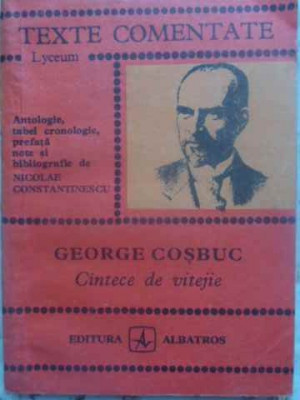 TEXTE COMENTATE
Lyceum
Antologie,
tabel cronologic,
prefață
note și
bibliografie de
NICOLAE
CONSTANTINESCU
GEORGE COȘBUC
Cîntece de vitejie
EDITURA
ALBATROS